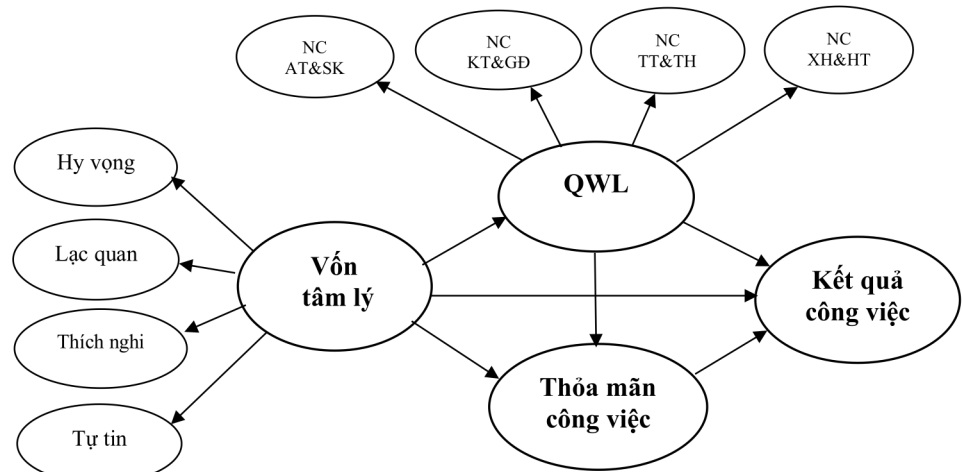 NC
AT&SK
NC
KT&GĐ
NC
TT&TH
NC
XH&HT
Hy vọng
QWL
Lạc quan
Vốn
tâm lý
Kết quả
công việc
Thích nghi
Thỏa mãn
công việc
Tự tin